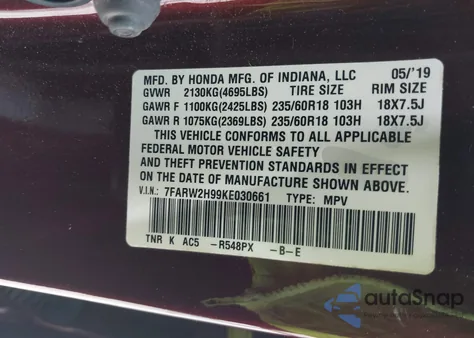 MFD. BY HONDA MFG. OF INDIANA, LLC 05/'19
GVWR 2130KG(4695LBS) TIRE SIZE RIM SIZE
GAWR F 1100KG(2425LBS) 235/60R18 103H 18X7.5J
GAWR R 1075KG(2369LBS) 235/60R18 103H 18X7.5J
THIS VEHICLE CONFORMS TO ALL APPLICABLE
FEDERAL MOTOR VEHICLE SAFETY
AND THEFT PREVENTION STANDARDS IN EFFECT
ON THE DATE OF MANUFACTURE SHOWN ABOVE.
V.I.N.: 7FARW2H99KE030661 TYPE: MPV
TNR K AC5 -R548PX -B-E
autoSnap